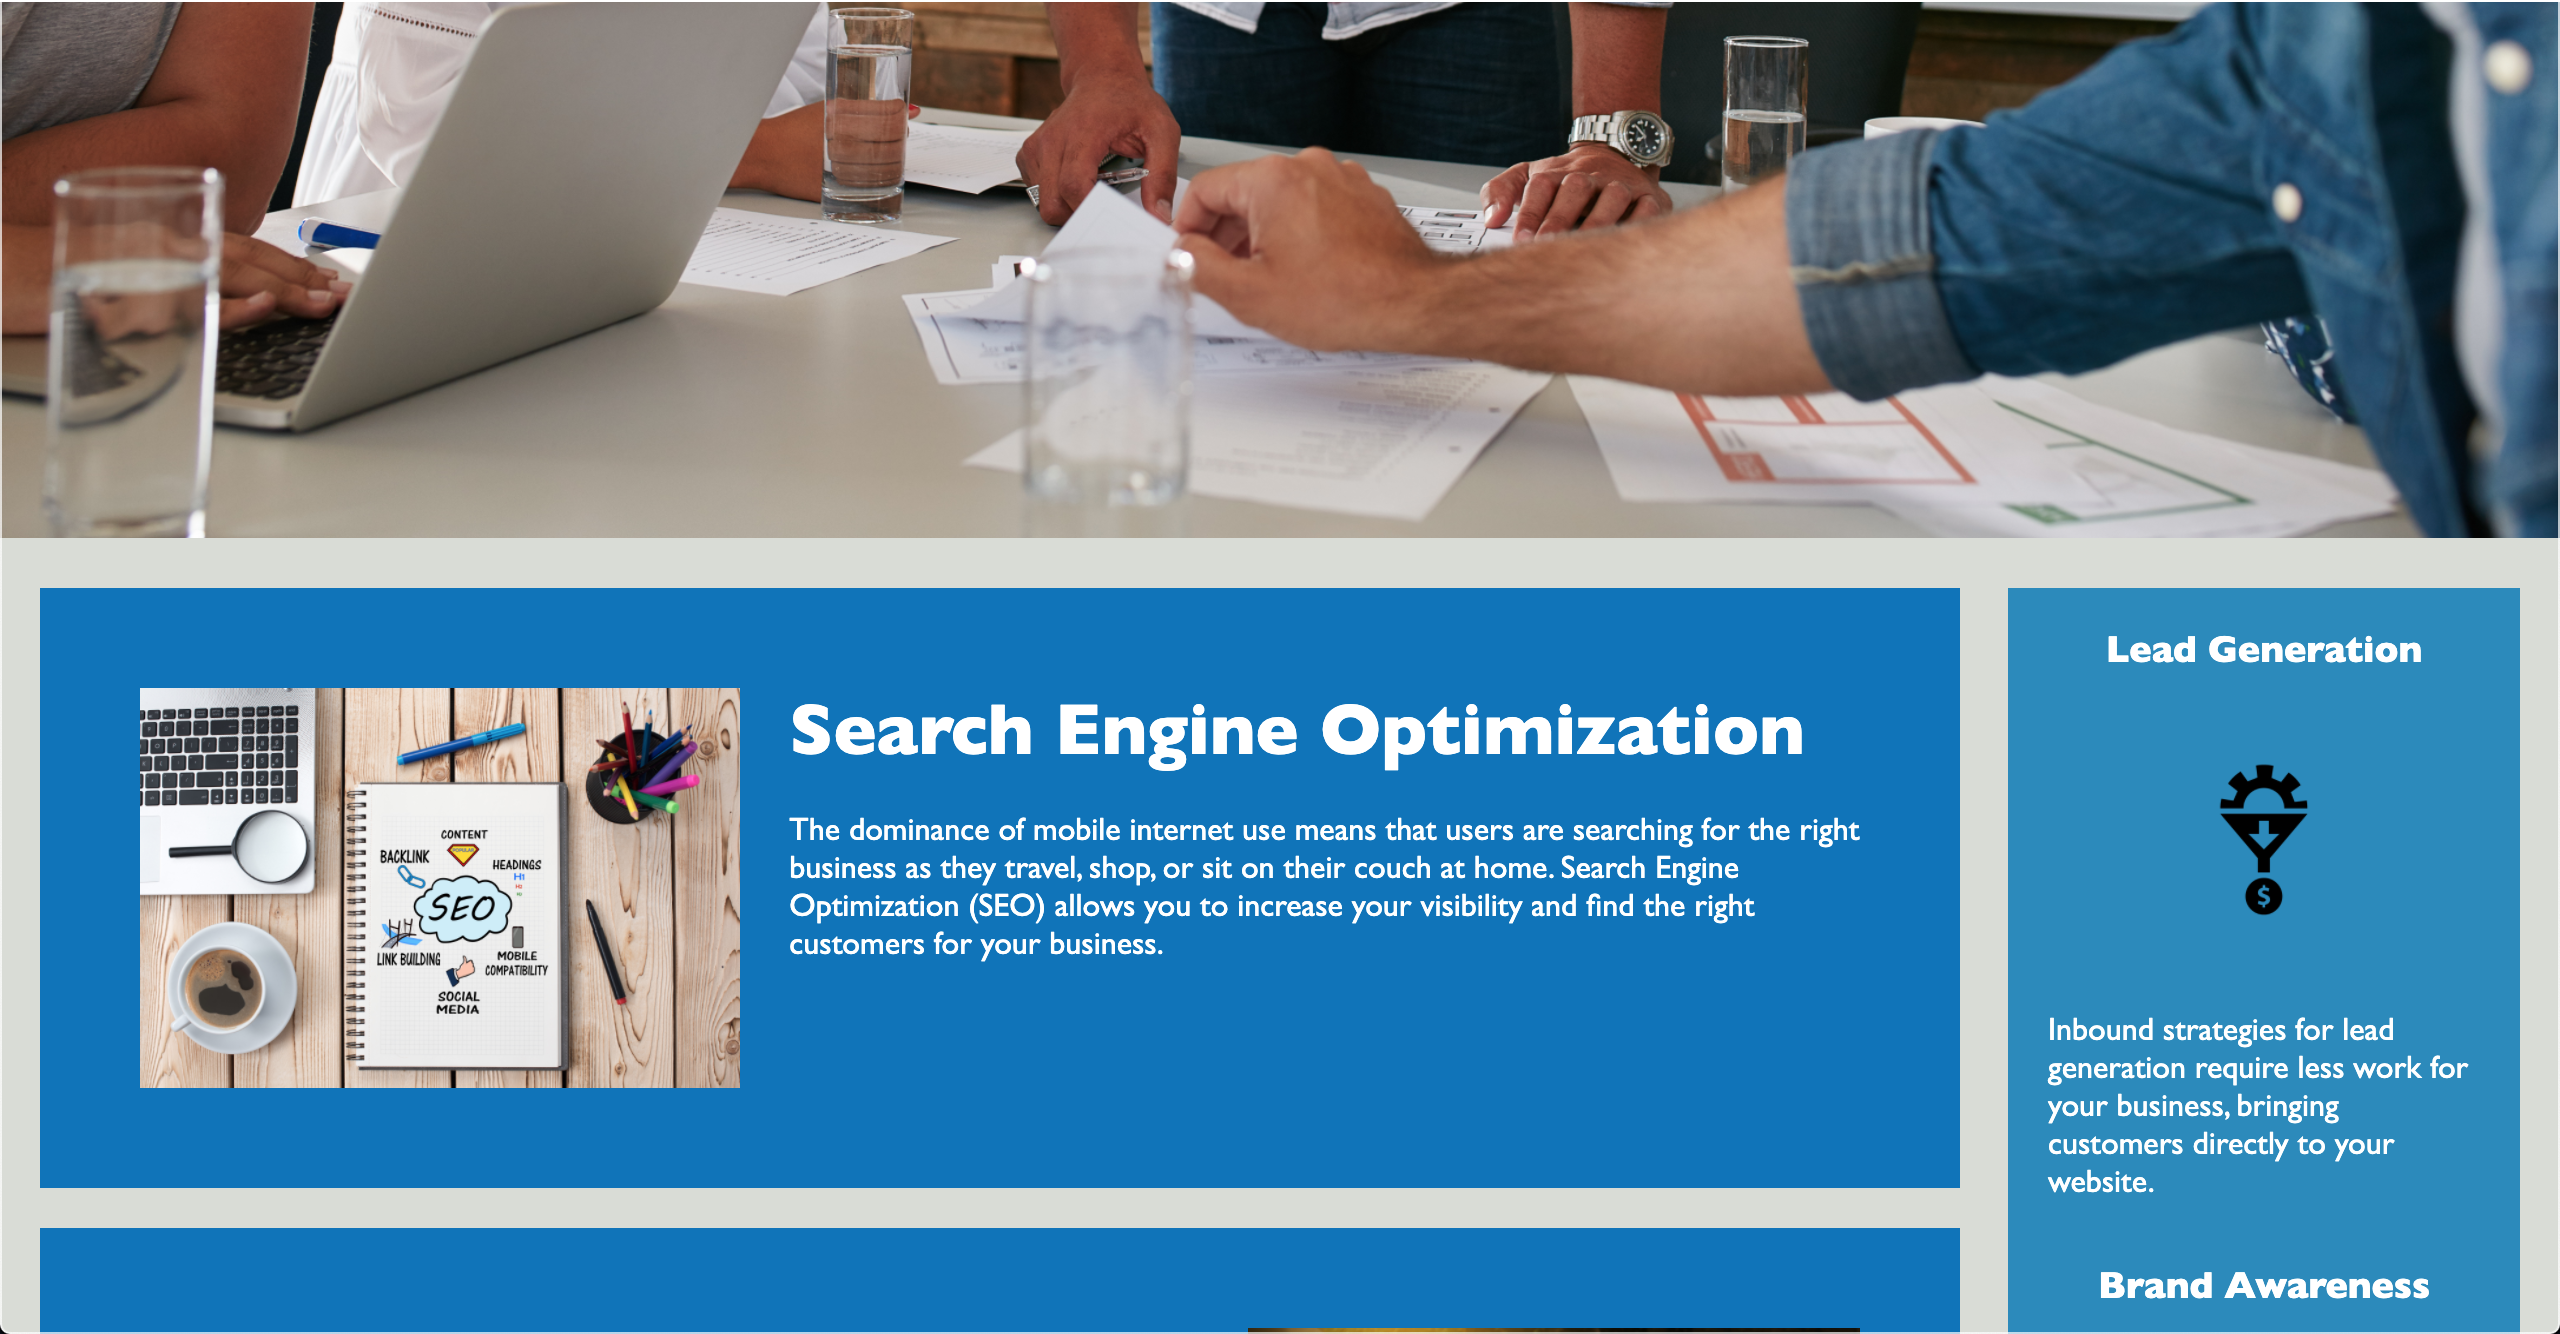 Search Engine Optimization
The dominance of mobile internet use means that users are searching for the right
business as they travel, shop, or sit on their couch at home. Search Engine
Optimization (SEO) allows you to increase your visibility and find the right
customers for your business.
CONTENT
BACKLINK
HEADINGS
H1
SEO
LINK BUILDING
MOBILE
COMPATIBILITY
SOCIAL
MEDIA
Lead Generation
$
Inbound strategies for lead
generation require less work for
your business, bringing
customers directly to your
website.
Brand Awareness